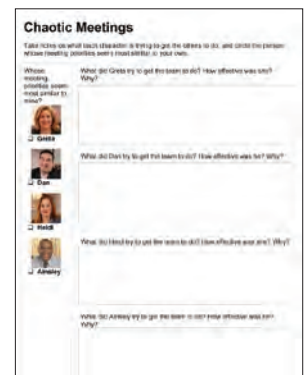 Chaotic Meetings
Take notes on what each character is trying to get the others to do, and circle the person
whose meeting priorities seem most similar to your own.
Whose
meeting
priorities seem
most similar to
mine?
What did Greta try to get the team to do? How effective was she?
Why?
Greta
What did Dan try to get the team to do? How effective was he? Why?
Dan
What did Heidi try to get the team to do? How effective was she? Why?
Heidi
What did Ainsley try to get the team to do? How effective was he?
Why?
Ainsley